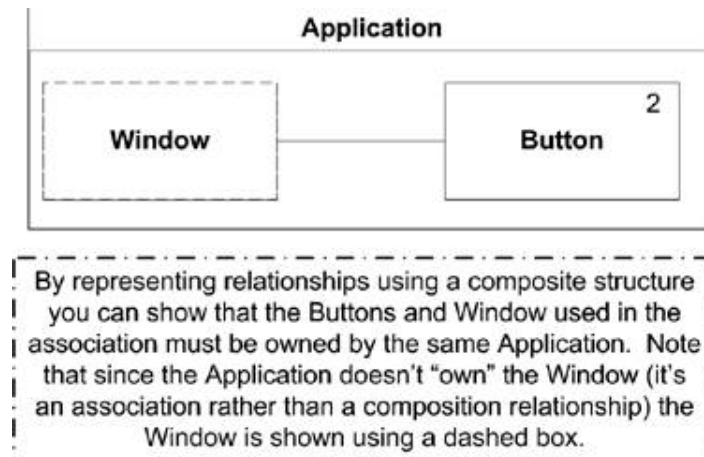 Application
2
Window
Button
By representing relationships using a composite structure
you can show that the Buttons and Window used in the
association must be owned by the same Application.  Note
that since the Application doesn't “own” the Window (it's
an association rather than a composition relationship) the
Window is shown using a dashed box.